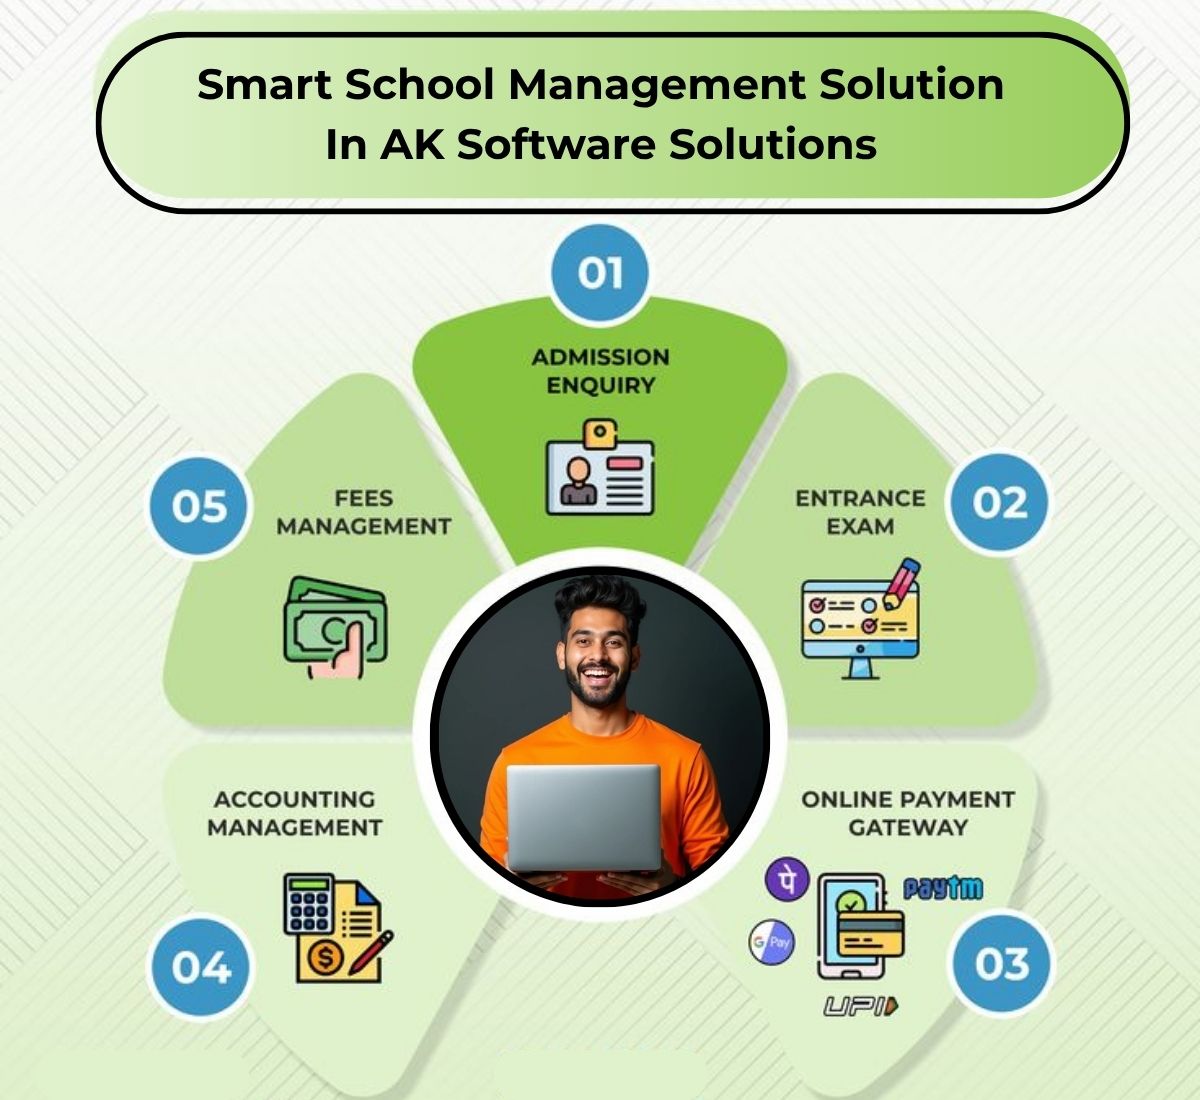 Smart School Management Solution
In AK Software Solutions
01
ADMISSION
ENQUIRY
02
ENTRANCE
EXAM
03
ONLINE PAYMENT
GATEWAY
पे
paytm
G Pay
UPI
04
ACCOUNTING
MANAGEMENT
$
05
FEES
MANAGEMENT